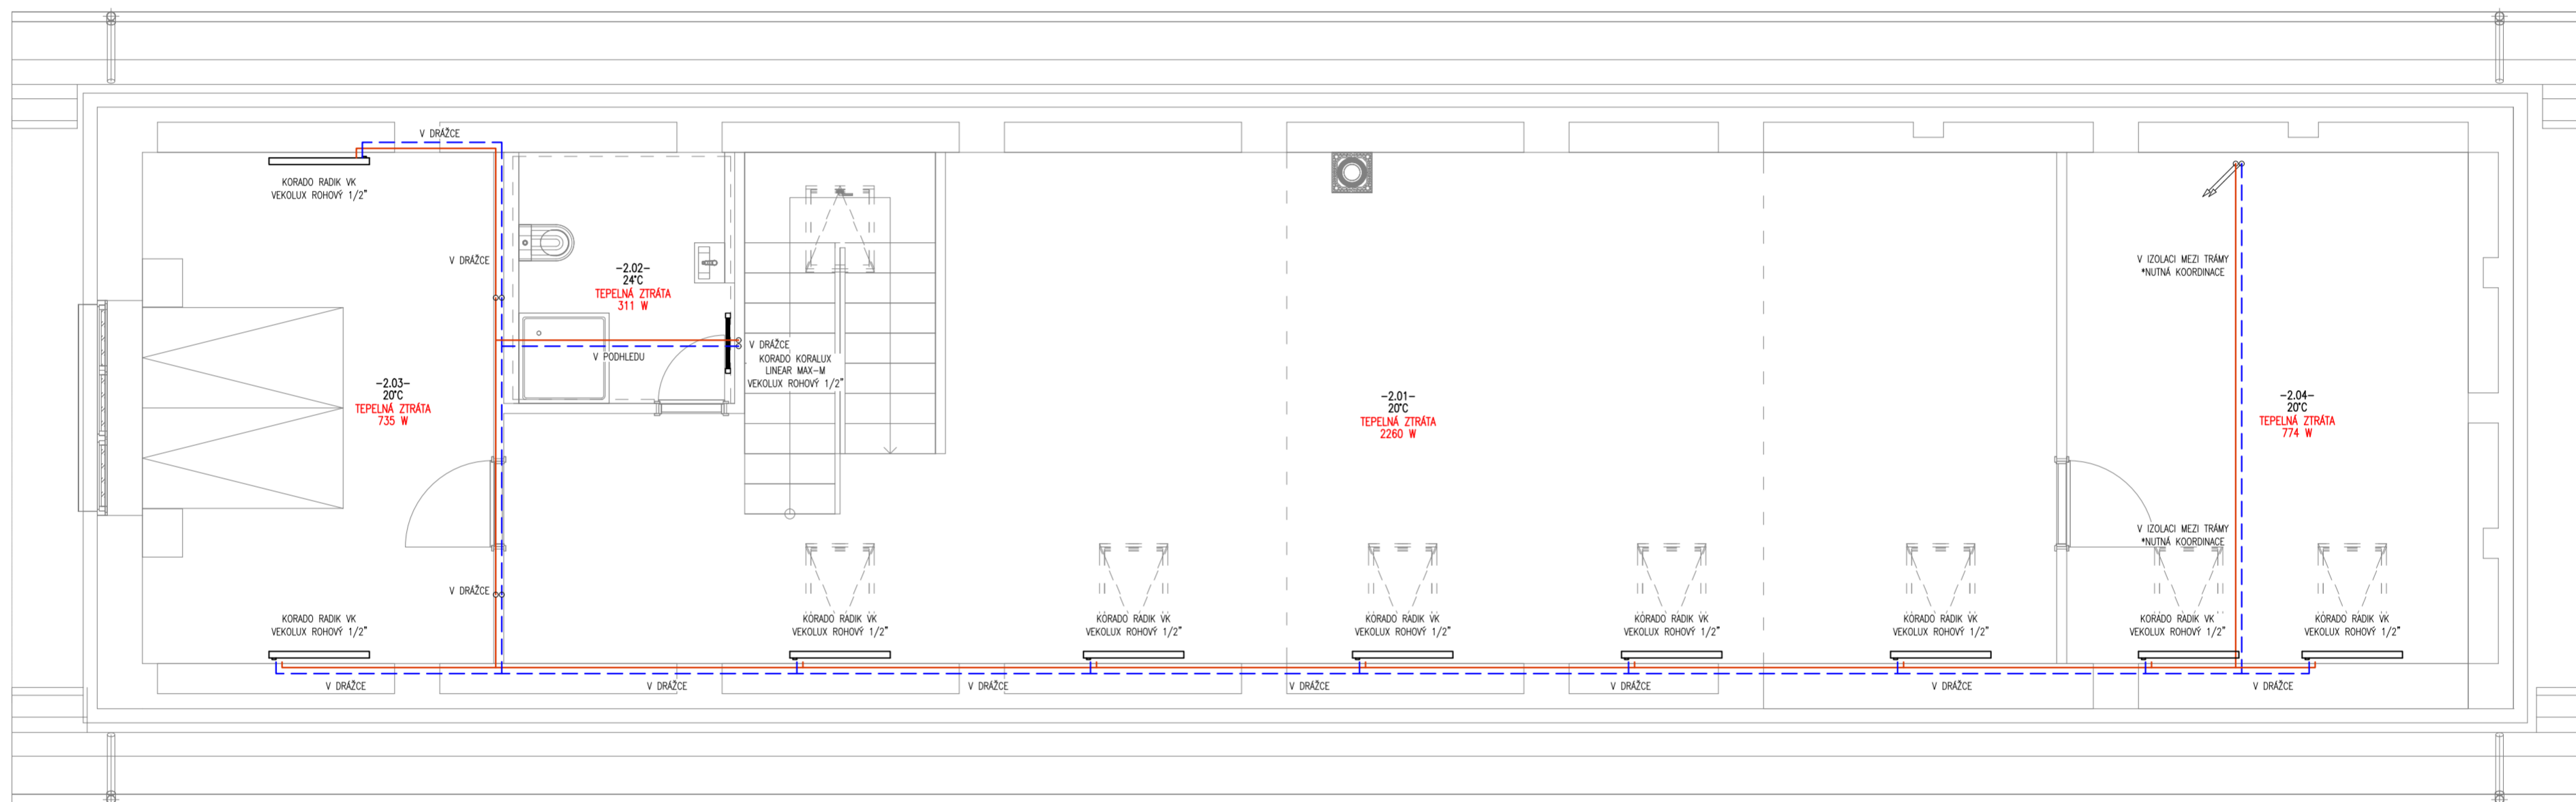 V DRÁŽCE
KORADO RADIK VK
VEKOLUX ROHOVÝ 1/2"
V DRÁŽCE
-2.02-
24°C
TEPELNÁ ZTRÁTA
311 W
V PODHLEDU
V DRÁŽCE
KORADO KORALUX
LINEAR MAX-M
VEKOLUX ROHOVÝ 1/2"
-2.03-
20°C
TEPELNÁ ZTRÁTA
735 W
-2.01-
20°C
TEPELNÁ ZTRÁTA
2260 W
V IZOLACI MEZI TRÁMY
*NUTNÁ KOORDINACE
-2.04-
20°C
TEPELNÁ ZTRÁTA
774 W
V IZOLACI MEZI TRÁMY
*NUTNÁ KOORDINACE
V DRÁŽCE
KORADO RADIK VK
VEKOLUX ROHOVÝ 1/2"
KORADO RADIK VK
VEKOLUX ROHOVÝ 1/2"
KORADO RADIK VK
VEKOLUX ROHOVÝ 1/2"
KORADO RADIK VK
VEKOLUX ROHOVÝ 1/2"
KORADO RADIK VK
VEKOLUX ROHOVÝ 1/2"
KORADO RADIK VK
VEKOLUX ROHOVÝ 1/2"
KORADO RADIK VK
VEKOLUX ROHOVÝ 1/2"
KORADO RADIK VK
VEKOLUX ROHOVÝ 1/2"
V DRÁŽCE
V DRÁŽCE
V DRÁŽCE
V DRÁŽCE
V DRÁŽCE
V DRÁŽCE
V DRÁŽCE